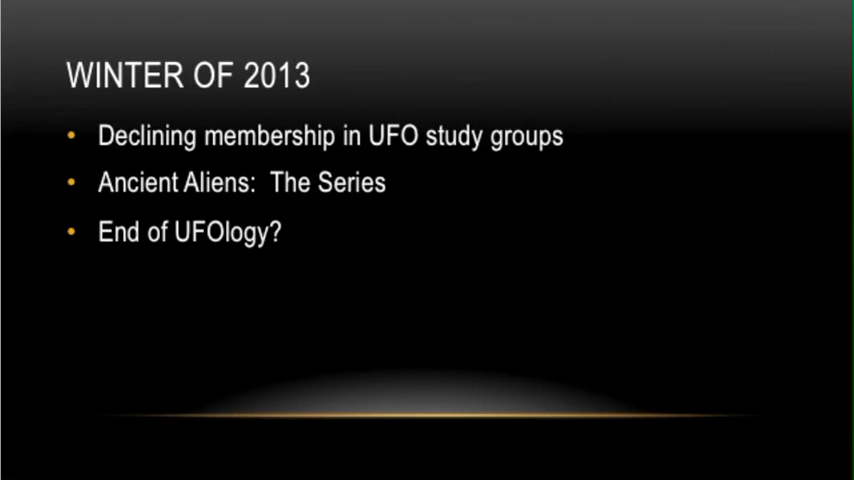 WINTER OF 2013
• Declining membership in UFO study groups
• Ancient Aliens:  The Series
• End of UFOlogy?